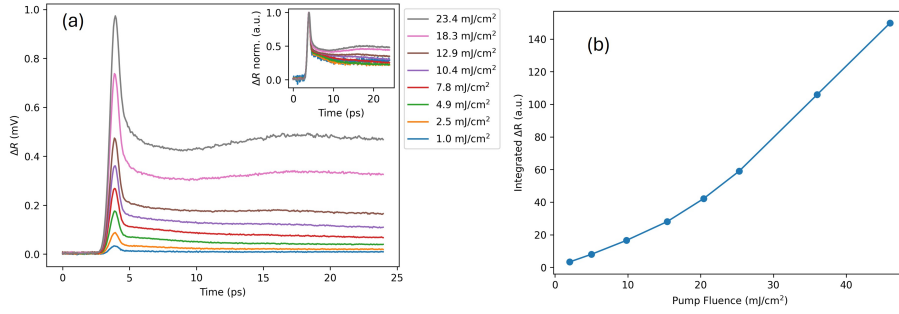 (a)
ΔR (mV)
1.0
0.8
0.6
0.4
0.2
0.0
0
5
10
15
20
25
Time (ps)
ΔR norm. (a.u.)
1.0
0.5
0.0
0
10
20
Time (ps)
23.4 mJ/cm²
18.3 mJ/cm²
12.9 mJ/cm²
10.4 mJ/cm²
7.8 mJ/cm²
4.9 mJ/cm²
2.5 mJ/cm²
1.0 mJ/cm²
(b)
Integrated ΔR (a.u.)
140
120
100
80
60
40
20
0
0
10
20
30
40
Pump Fluence (mJ/cm²)